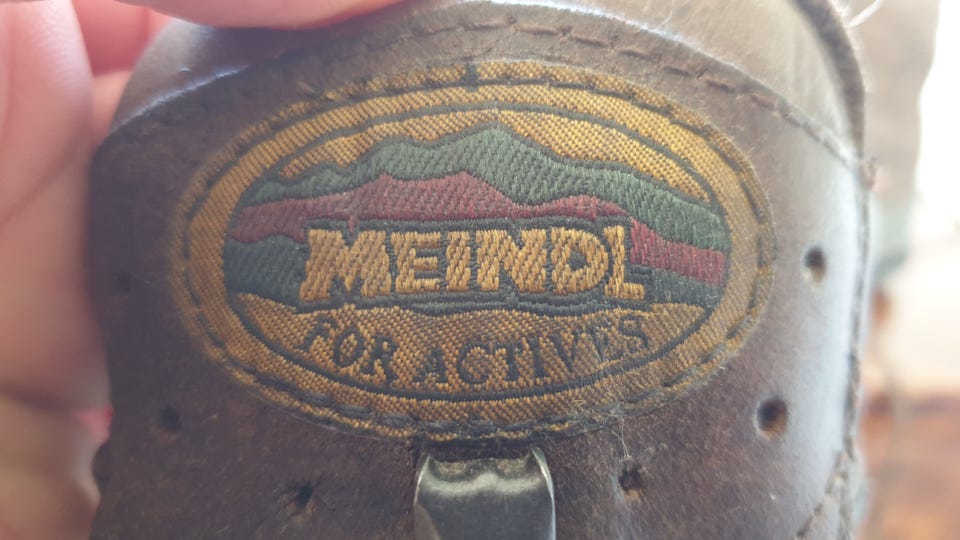 MEINDL
FOR ACTIVES